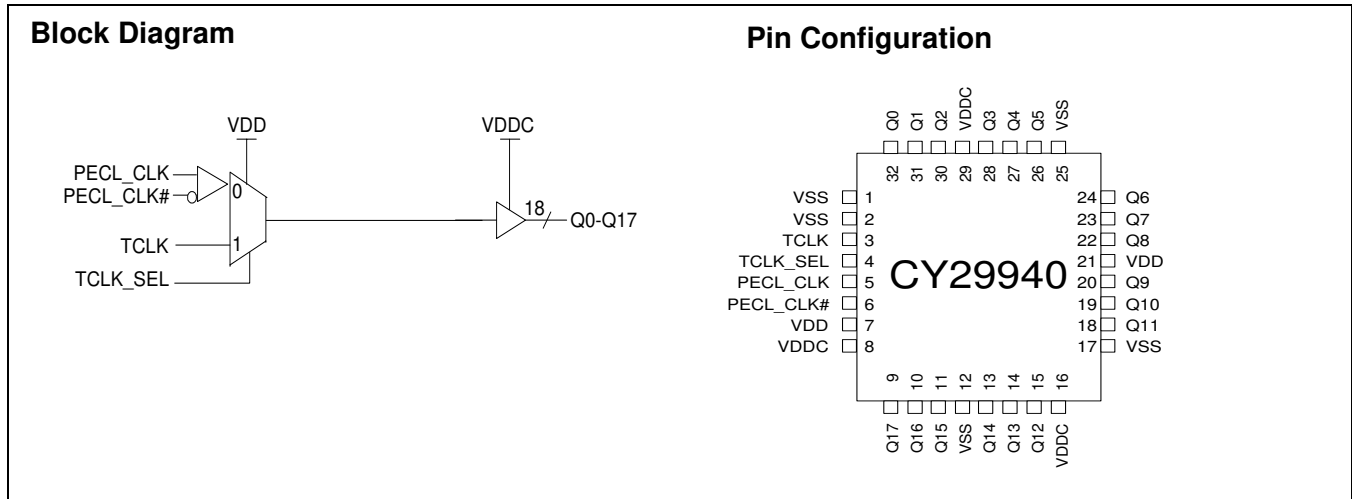 Block Diagram
VDD
VDDC
PECL_CLK
PECL_CLK#
0
18
Q0-Q17
TCLK
1
TCLK_SEL
Pin Configuration
Q0
Q1
Q2
VDDC
Q3
Q4
Q5
VSS
32
31
30
29
28
27
26
25
VSS 1
VSS 2
TCLK 3
TCLK_SEL 4
PECL_CLK 5
PECL_CLK# 6
VDD 7
VDDC 8
CY29940
24 Q6
23 Q7
22 Q8
21 VDD
20 Q9
19 Q10
18 Q11
17 VSS
9
10
11
12
13
14
15
16
Q17
Q16
Q15
VSS
Q14
Q13
Q12
VDDC